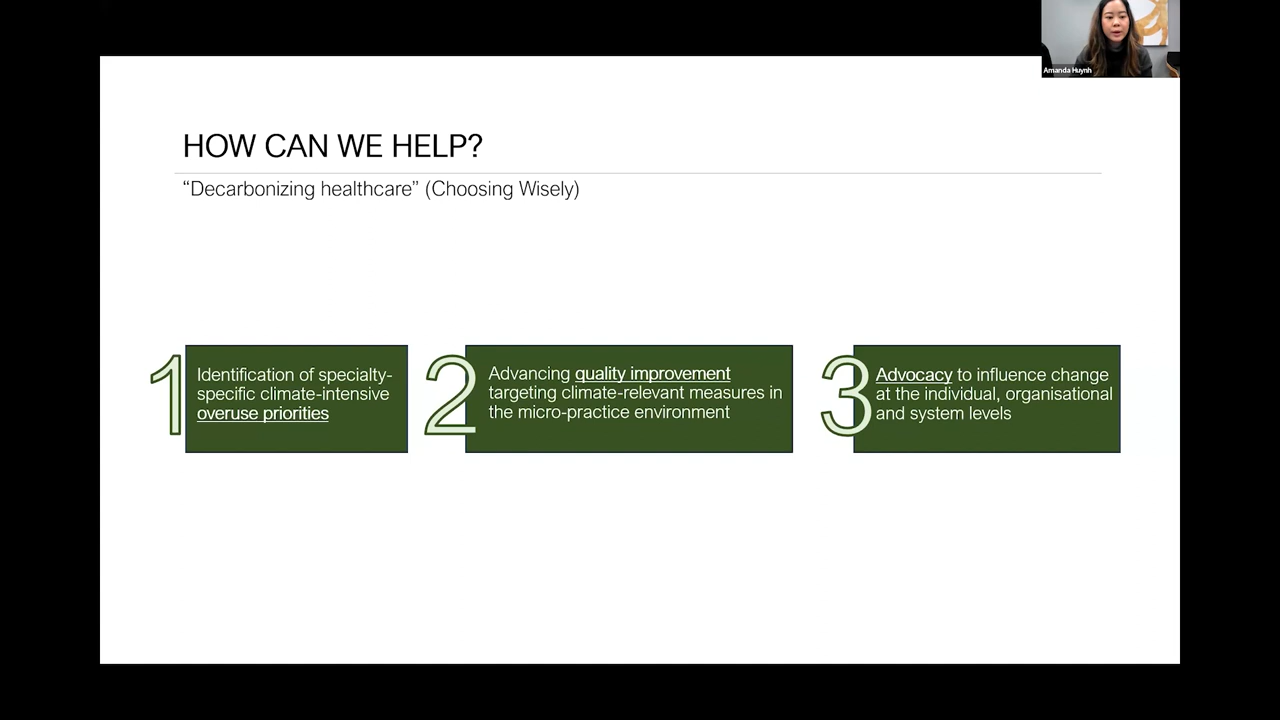 Amanda Huynh
HOW CAN WE HELP?
“Decarbonizing healthcare” (Choosing Wisely)
1
Identification of specialty-
specific climate-intensive
overuse priorities
2
Advancing quality improvement
targeting climate-relevant measures in
the micro-practice environment
3
Advocacy to influence change
at the individual, organisational
and system levels